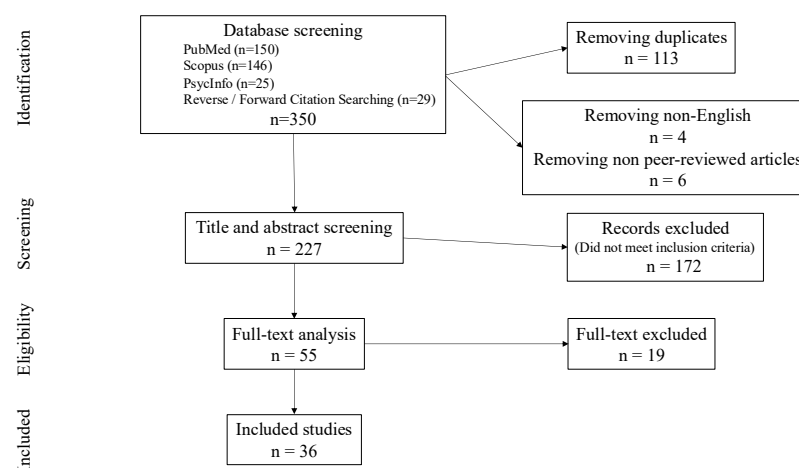 Identification
Database screening
PubMed (n=150)
Scopus (n=146)
PsycInfo (n=25)
Reverse / Forward Citation Searching (n=29)
n=350
Removing duplicates
n = 113
Removing non-English
n = 4
Removing non peer-reviewed articles
n = 6
Screening
Title and abstract screening
n = 227
Records excluded
(Did not meet inclusion criteria)
n = 172
Eligibility
Full-text analysis
n = 55
Full-text excluded
n = 19
Included
Included studies
n = 36